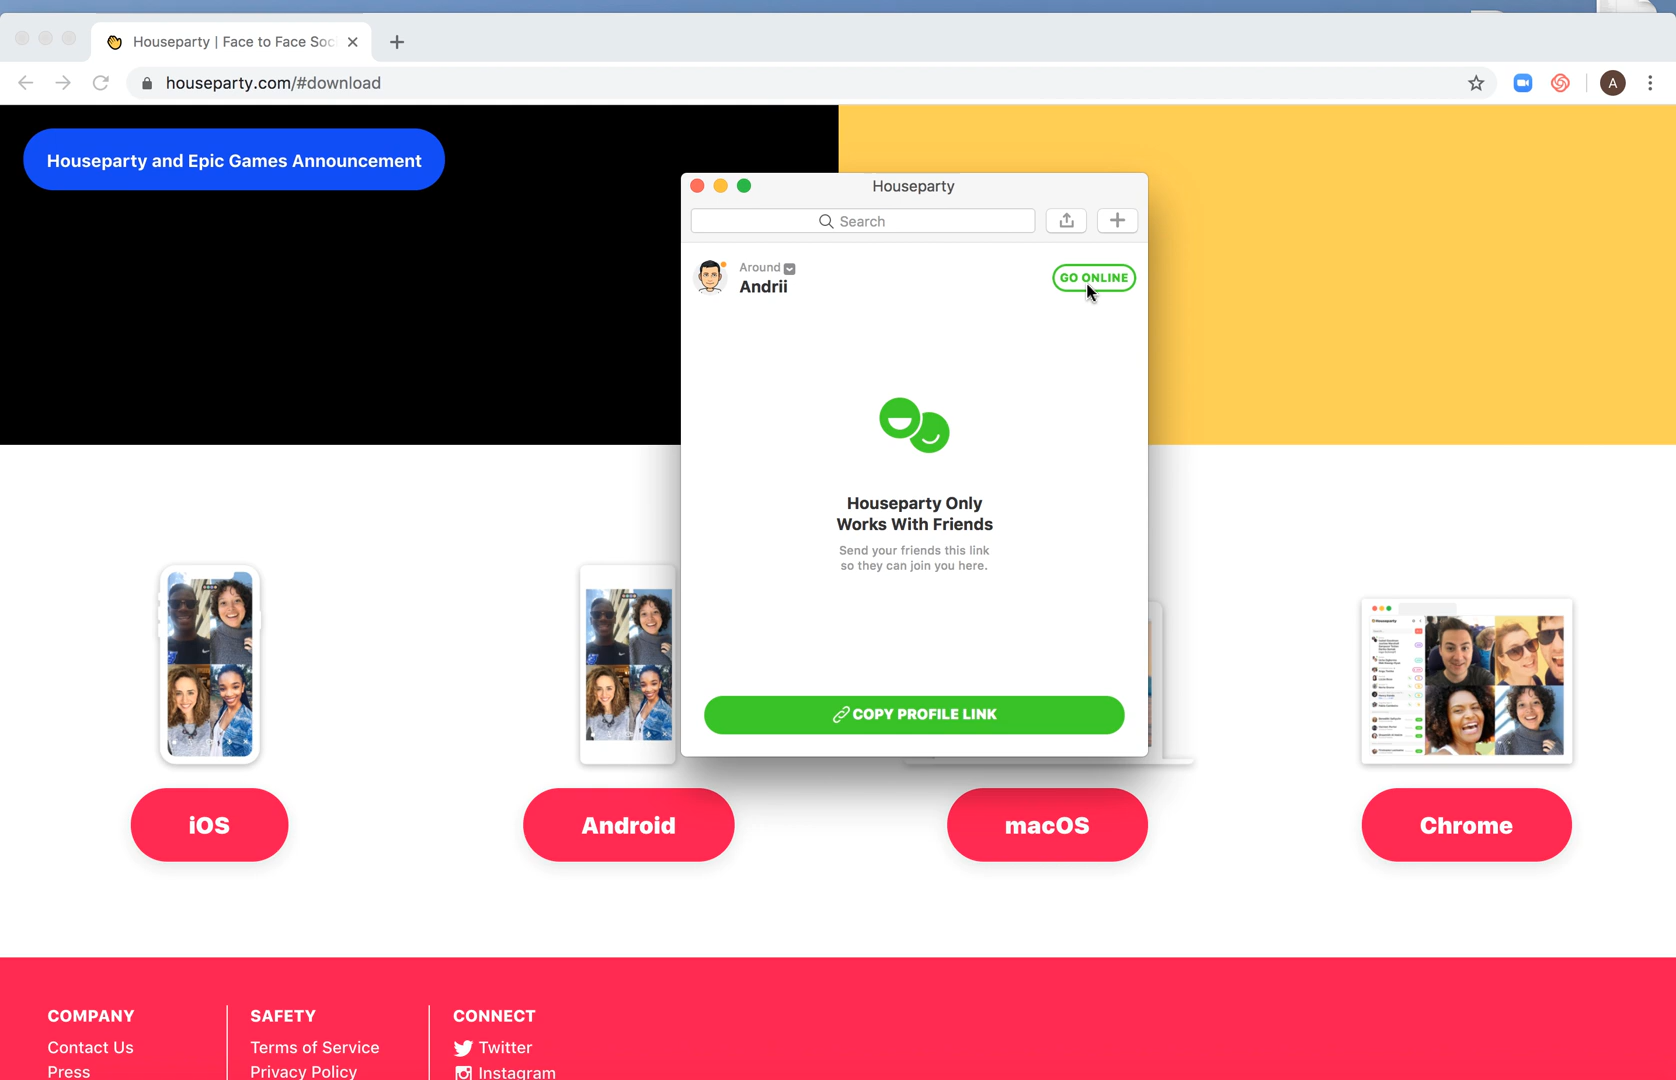 Houseparty | Face to Face Soc
houseparty.com/#download
A
Houseparty and Epic Games Announcement
Houseparty
Search
Around
Andrii
GO ONLINE
Houseparty Only
Works With Friends
Send your friends this link
so they can join you here.
COPY PROFILE LINK
iOS
Android
macOS
Chrome
COMPANY
Contact Us
Press
SAFETY
Terms of Service
Privacy Policy
CONNECT
Twitter
Instagram